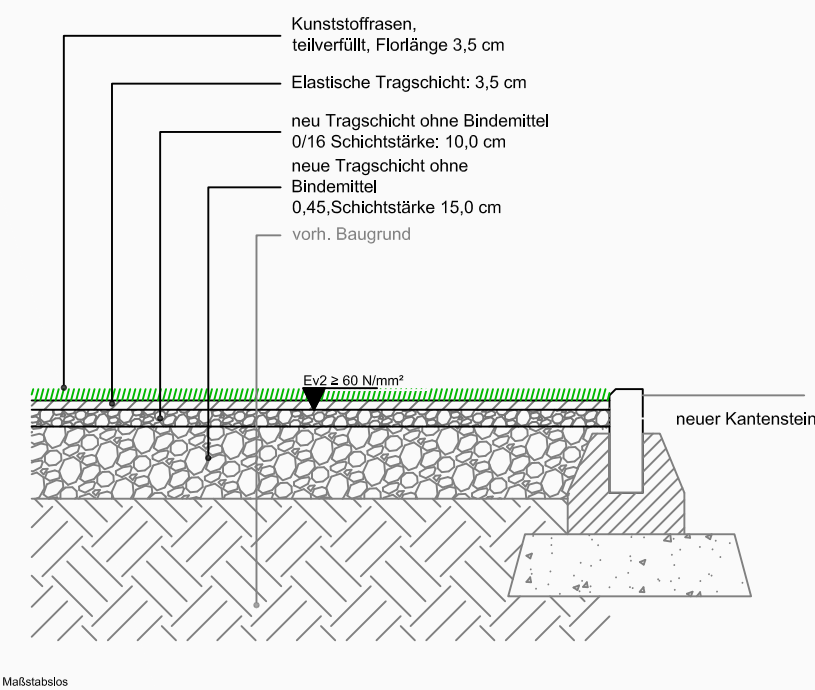 Kunststoffrasen,
teilverfüllt, Florlänge 3,5 cm
Elastische Tragschicht: 3,5 cm
neu Tragschicht ohne Bindemittel
0/16 Schichtstärke: 10,0 cm
neue Tragschicht ohne
Bindemittel
0,45,Schichtstärke 15,0 cm
vorh. Baugrund
Ev2 ≥ 60 N/mm²
neuer Kantenstein
Maßstabslos